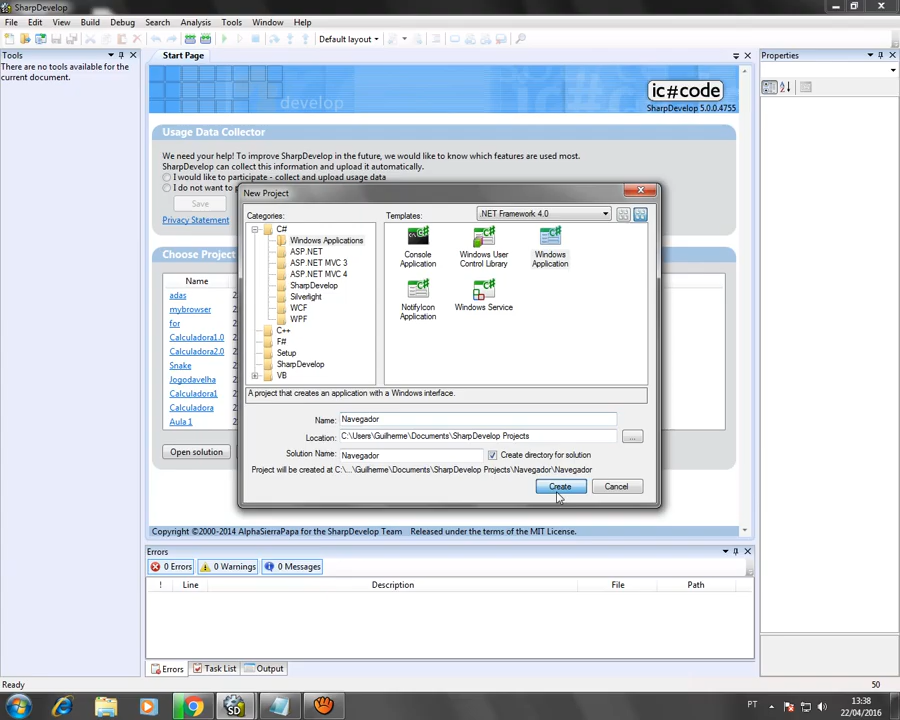 SharpDevelop
File Edit View Build Debug Search Analysis Tools Window Help
Default layout
Tools
There are no tools available for the current document.
Start Page
develop
ic#code
SharpDevelop 5.0.0.4755
Usage Data Collector
We need your help! To improve SharpDevelop in the future, we would like to know which features are used most.
SharpDevelop can collect this information and upload it automatically.
I would like to participate - collect and upload usage data
I do not want to p
Save
Privacy Statement
Choose Project
Name
adas
mybrowser
for
Calculadora1.0
Calculadora2.0
Snake
Jogodavelha
Calculadora1
Calculadora
Aula 1
Open solution
New Project
Categories:
C#
Windows Applications
ASP.NET
ASP.NET MVC 3
ASP.NET MVC 4
SharpDevelop
Silverlight
WCF
WPF
C++
F#
Setup
SharpDevelop
VB
Templates:
.NET Framework 4.0
Console Application
Windows User Control Library
Windows Application
NotifyIcon Application
Windows Service
A project that creates an application with a Windows interface.
Name: Navegador
Location: C:\Users\Guilherme\Documents\SharpDevelop Projects
...
Solution Name: Navegador
Create directory for solution
Project will be created at C:\...\Guilherme\Documents\SharpDevelop Projects\Navegador\Navegador
Create Cancel
Copyright ©2000-2014 AlphaSierraPapa for the SharpDevelop Team Released under the terms of the MIT License.
Properties
Errors
0 Errors 0 Warnings 0 Messages
! Line Description File Path
Errors Task List Output
Ready 50
SD
PT
13:38
22/04/2016